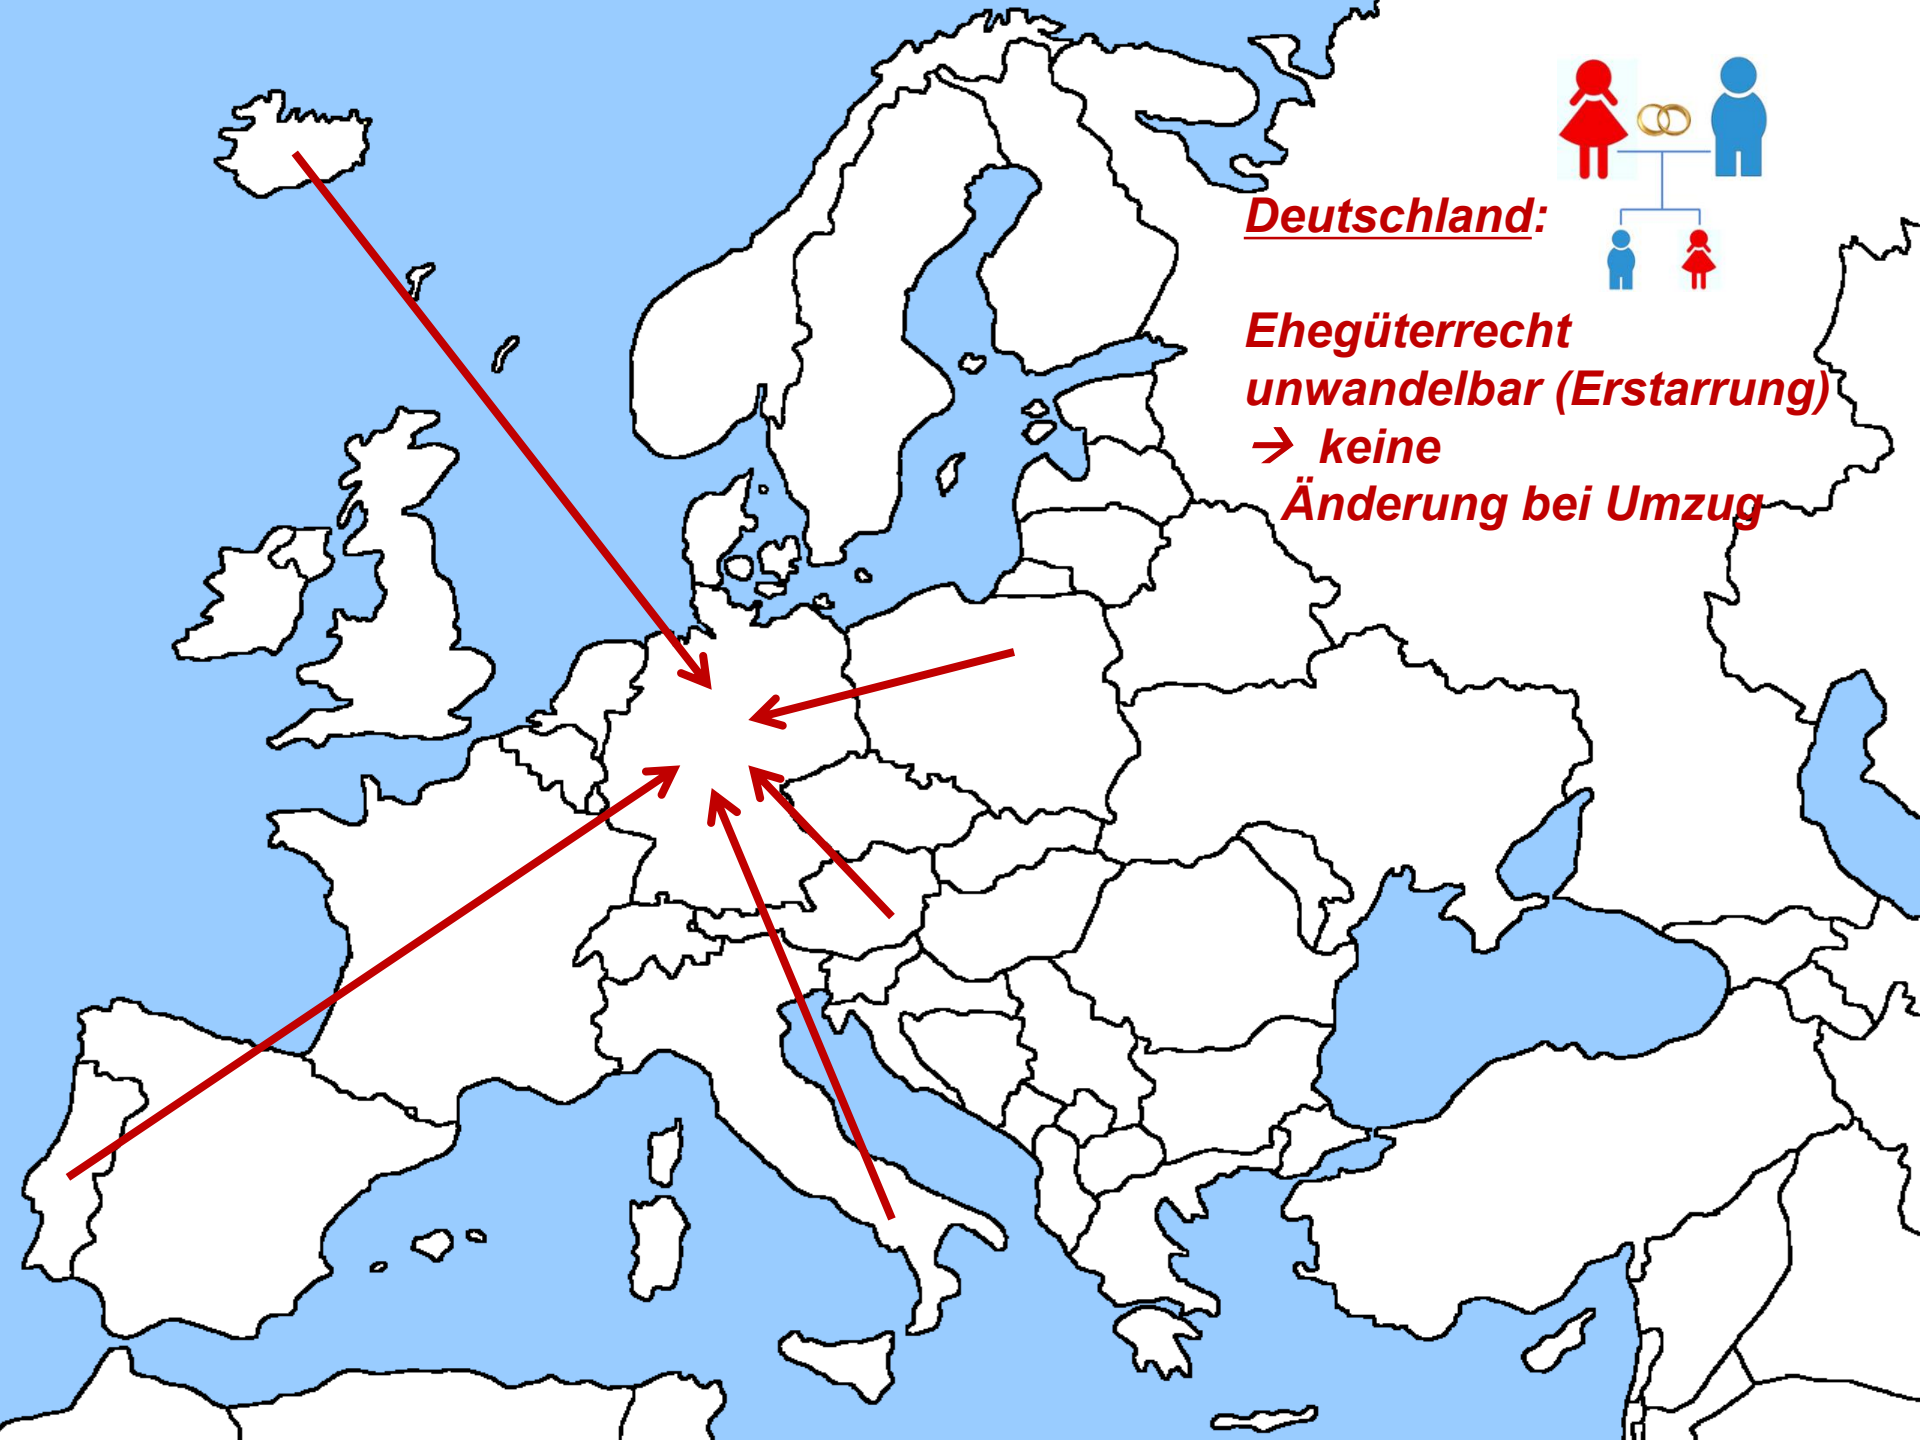 Deutschland:
Ehegüterrecht
unwandelbar (Erstarrung)
→ keine
Änderung bei Umzug